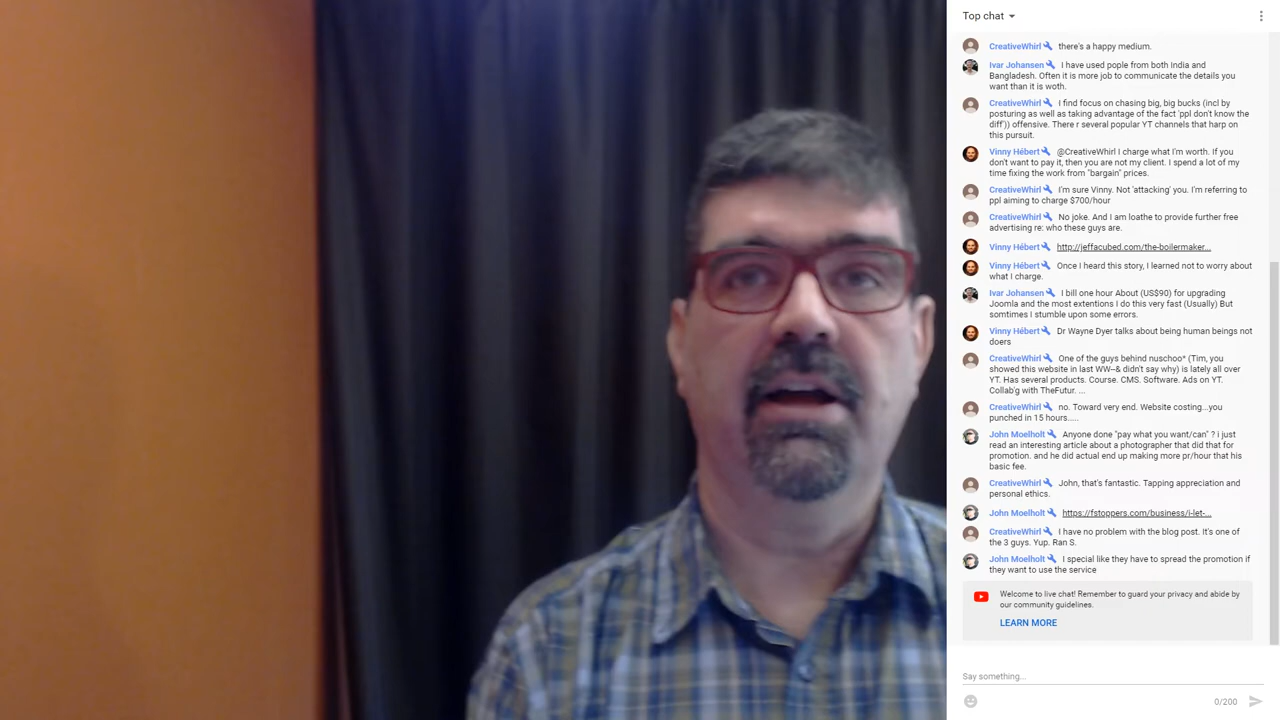 Top chat
CreativeWhirl there's a happy medium.
Ivar Johansen I have used pople from both India and
Bangladesh. Often it is more job to communicate the details you
want than it is woth.
CreativeWhirl I find focus on chasing big, big bucks (incl by
posturing as well as taking advantage of the fact 'ppl don't know the
diff')) offensive. There r several popular YT channels that harp on
this pursuit.
Vinny Hébert @CreativeWhirl I charge what I'm worth. If you
don't want to pay it, then you are not my client. I spend a lot of my
time fixing the work from "bargain" prices.
CreativeWhirl I'm sure Vinny. Not 'attacking' you. I'm referring to
ppl aiming to charge $700/hour
CreativeWhirl No joke. And I am loathe to provide further free
advertising re: who these guys are.
Vinny Hébert http://jeffacubed.com/the-boilermaker...
Vinny Hébert Once I heard this story, I learned not to worry about
what I charge.
Ivar Johansen I bill one hour About (US$90) for upgrading
Joomla and the most extentions I do this very fast (Usually) But
somtimes I stumble upon some errors.
Vinny Hébert Dr Wayne Dyer talks about being human beings not
doers
CreativeWhirl One of the guys behind nuschoo* (Tim, you
showed this website in last WW--& didn't say why) is lately all over
YT. Has several products. Course. CMS. Software. Ads on YT.
Collab'g with TheFutur. ...
CreativeWhirl no. Toward very end. Website costing...you
punched in 15 hours.....
John Moelholt Anyone done "pay what you want/can" ? i just
read an interesting article about a photographer that did that for
promotion. and he did actual end up making more pr/hour that his
basic fee.
CreativeWhirl John, that's fantastic. Tapping appreciation and
personal ethics.
John Moelholt https://fstoppers.com/business/i-let-...
CreativeWhirl I have no problem with the blog post. It's one of
the 3 guys. Yup. Ran S.
John Moelholt I special like they have to spread the promotion if
they want to use the service
Welcome to live chat! Remember to guard your privacy and abide by
our community guidelines.
LEARN MORE
Say something...
0/200